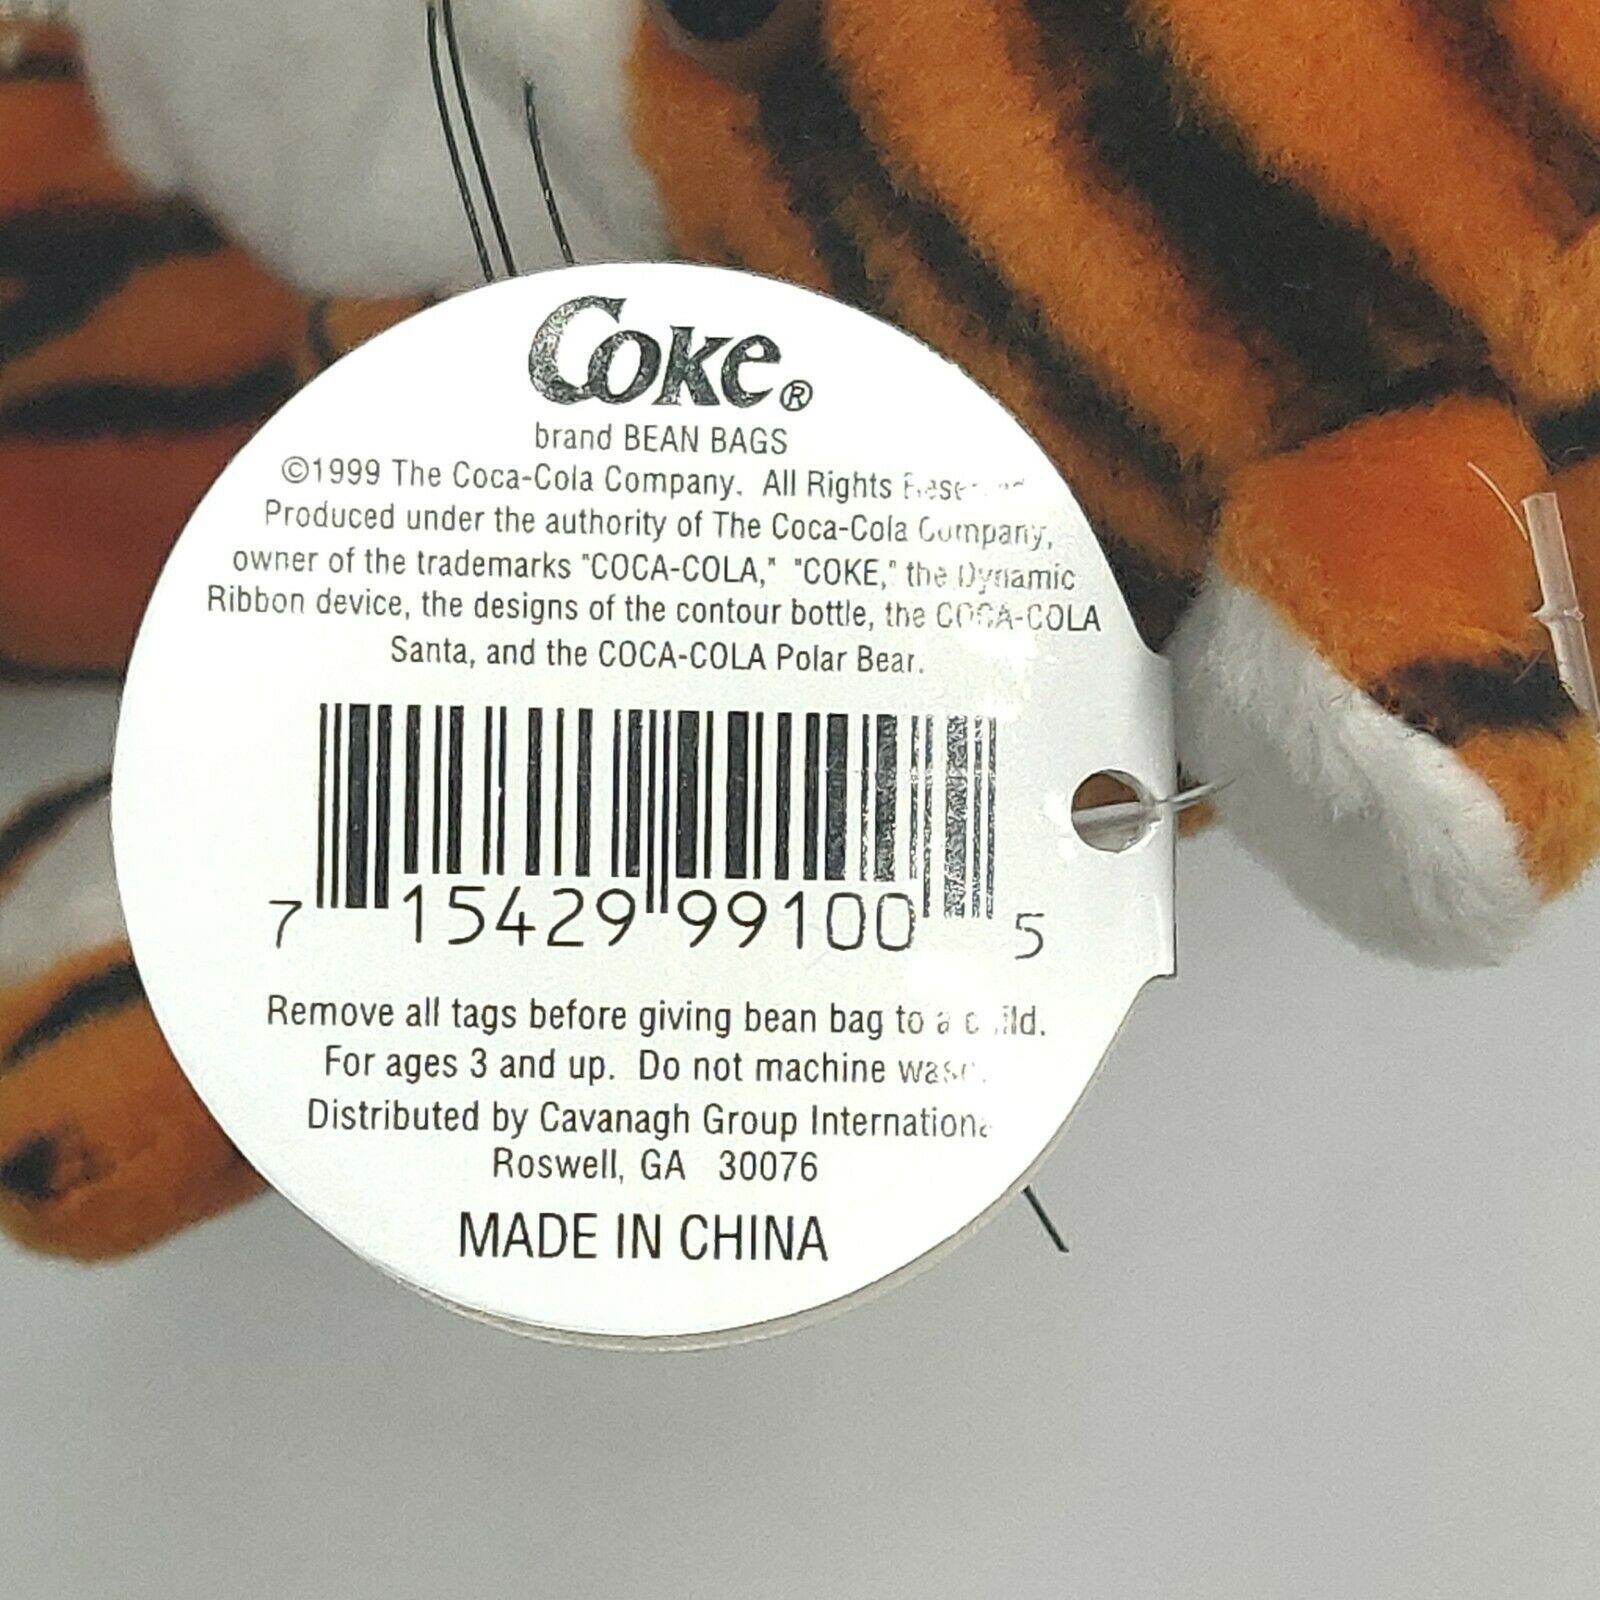 Coke®
brand BEAN BAGS
©1999 The Coca-Cola Company. All Rights
Produced under the authority of The Coca-Cola Company,
owner of the trademarks "COCA-COLA," "COKE," the Dynamic
Ribbon device, the designs of the contour bottle, the COCA-COLA
Santa, and the COCA-COLA Polar Bear.
7 15429 99100 5
Remove all tags before giving bean bag to a child.
For ages 3 and up. Do not machine
Distributed by Cavanagh Group International
Roswell, GA 30076
MADE IN CHINA